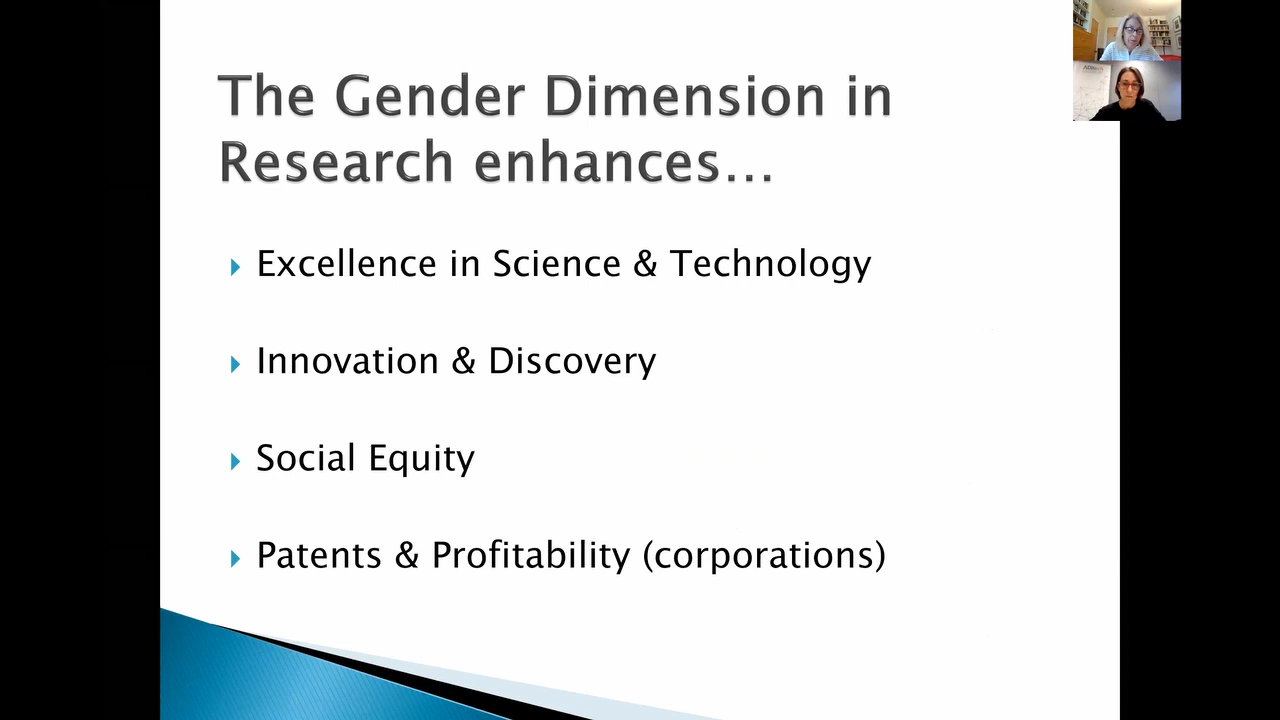 The Gender Dimension in
Research enhances...
Excellence in Science & Technology
Innovation & Discovery
Social Equity
Patents & Profitability (corporations)